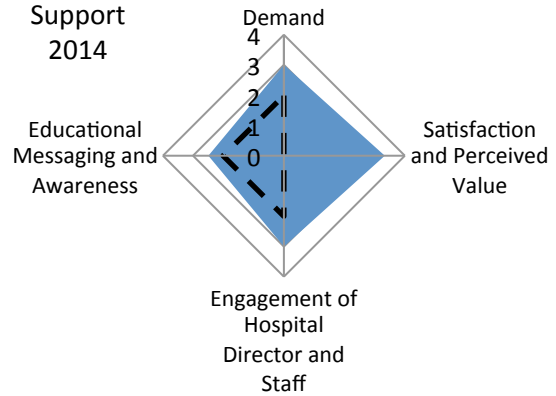 Support
2014
Demand
4
3
2
1
0
Educational
Messaging and
Awareness
Satisfaction
and Perceived
Value
Engagement of
Hospital
Director and
Staff